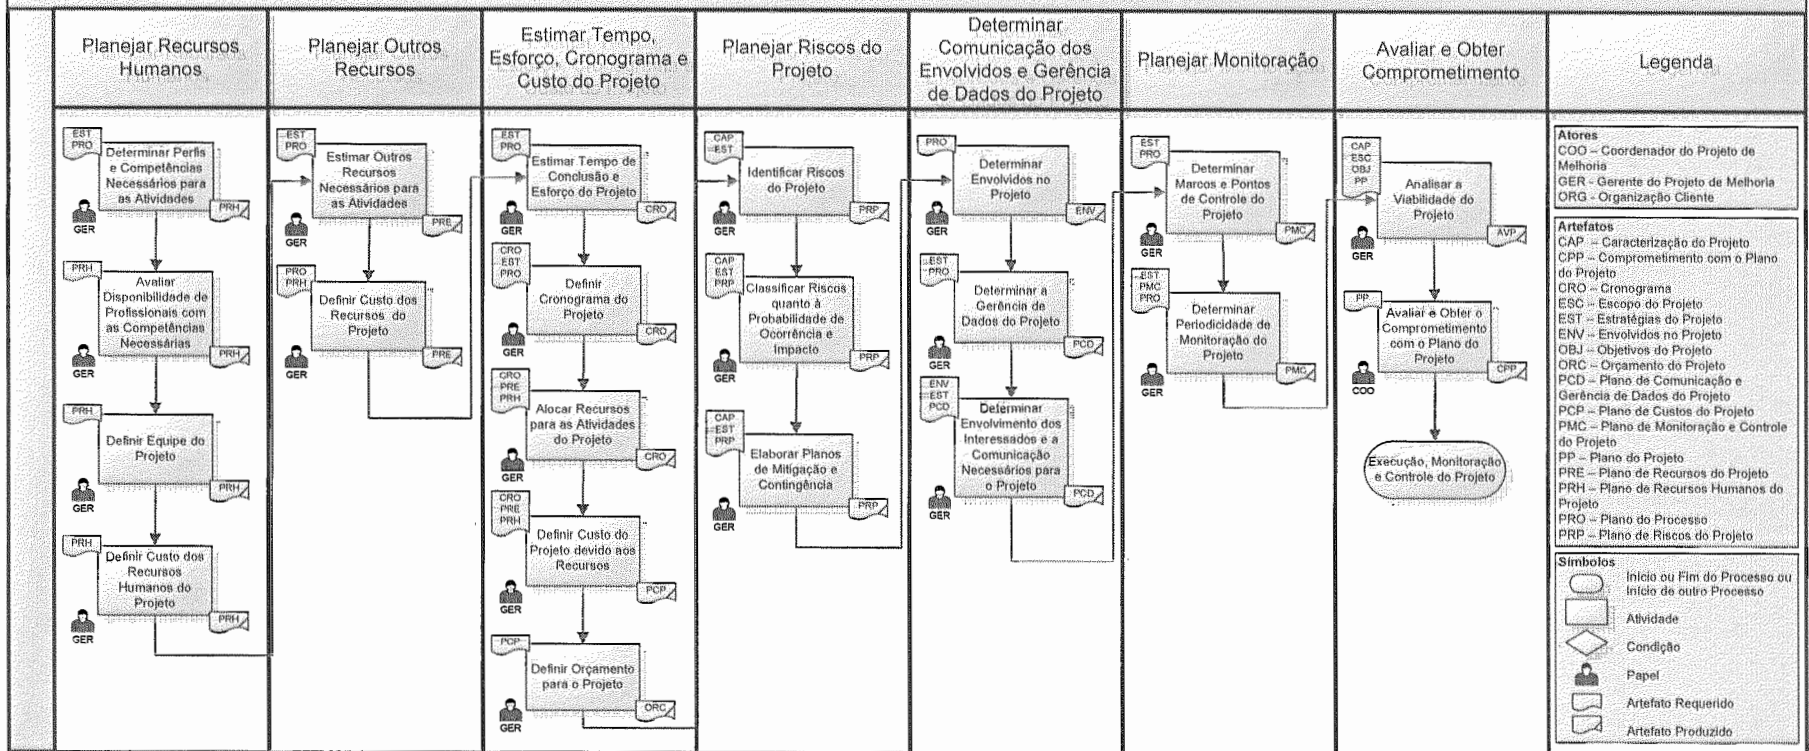 Planejar Recursos
Humanos
Planejar Outros
Recursos
Estimar Tempo,
Esforço, Cronograma e
Custo do Projeto
Planejar Riscos do
Projeto
Determinar
Comunicação dos
Envolvidos e Gerência
de Dados do Projeto
Planejar Monitoração
Avaliar e Obter
Comprometimento
Legenda
EST
PRO
Determinar Perfis
e Competências
Necessários para
as Atividades
GER
PRH
PRH
Avaliar
Disponibilidade de
Profissionais com
as Competências
Necessárias
GER
PRH
PRH
Definir Equipe do
Projeto
GER
PRH
PRH
Definir Custo dos
Recursos
Humanos do
Projeto
GER
PRH
EST
PRO
Estimar Outros
Recursos
Necessários para
as Atividades
GER
PRE
PRO
PRH
Definir Custo dos
Recursos do
Projeto
GER
PRE
EST
PRO
Estimar Tempo de
Conclusão e
Esforço do Projeto
GER
CRO
CRO
EST
PRO
Definir
Cronograma do
Projeto
GER
CRO
CRO
PRE
PRH
Alocar Recursos
para as Atividades
do Projeto
GER
CRO
CRO
PRE
PRH
Definir Custo do
Projeto devido aos
Recursos
GER
PCP
PCP
Definir Orçamento
para o Projeto
GER
ORC
CAP
EST
Identificar Riscos
do Projeto
GER
PRP
CAP
EST
PRP
Classificar Riscos
quanto à
Probabilidade de
Ocorrência e
Impacto
GER
PRP
CAP
EST
PRP
Elaborar Planos
de Mitigação e
Contingência
GER
PRP
PRO
Determinar
Envolvidos no
Projeto
GER
ENV
EST
PRO
Determinar a
Gerência de
Dados do Projeto
GER
PCD
ENV
EST
PCD
Determinar
Envolvimento dos
Interessados e a
Comunicação
Necessários para
o Projeto
GER
PCD
EST
PRO
Determinar
Marcos e Pontos
de Controle do
Projeto
GER
PMC
EST
PMC
PRO
Determinar
Periodicidade de
Monitoração do
Projeto
GER
PMC
CAP
ESC
OBJ
PP
Analisar a
Viabilidade do
Projeto
GER
AVP
PP
Avaliar e Obter o
Comprometimento
com o Plano do
Projeto
COO
CPP
Execução, Monitoração
e Controle do Projeto
Atores
COO – Coordenador do Projeto de
Melhoria
GER - Gerente do Projeto de Melhoria
ORG - Organização Cliente
Artefatos
CAP – Caracterização do Projeto
CPP – Comprometimento com o Plano
do Projeto
CRO – Cronograma
ESC – Escopo do Projeto
EST – Estratégias do Projeto
ENV – Envolvidos no Projeto
OBJ – Objetivos do Projeto
ORC – Orçamento do Projeto
PCD – Plano de Comunicação e
Gerência de Dados do Projeto
PCP – Plano de Custos do Projeto
PMC – Plano de Monitoração e Controle
do Projeto
PP – Plano do Projeto
PRE – Plano de Recursos do Projeto
PRH – Plano de Recursos Humanos do
Projeto
PRO – Plano do Processo
PRP – Plano de Riscos do Projeto
Símbolos
Início ou Fim do Processo ou
Início de outro Processo
Atividade
Condição
Papel
Artefato Requerido
Artefato Produzido